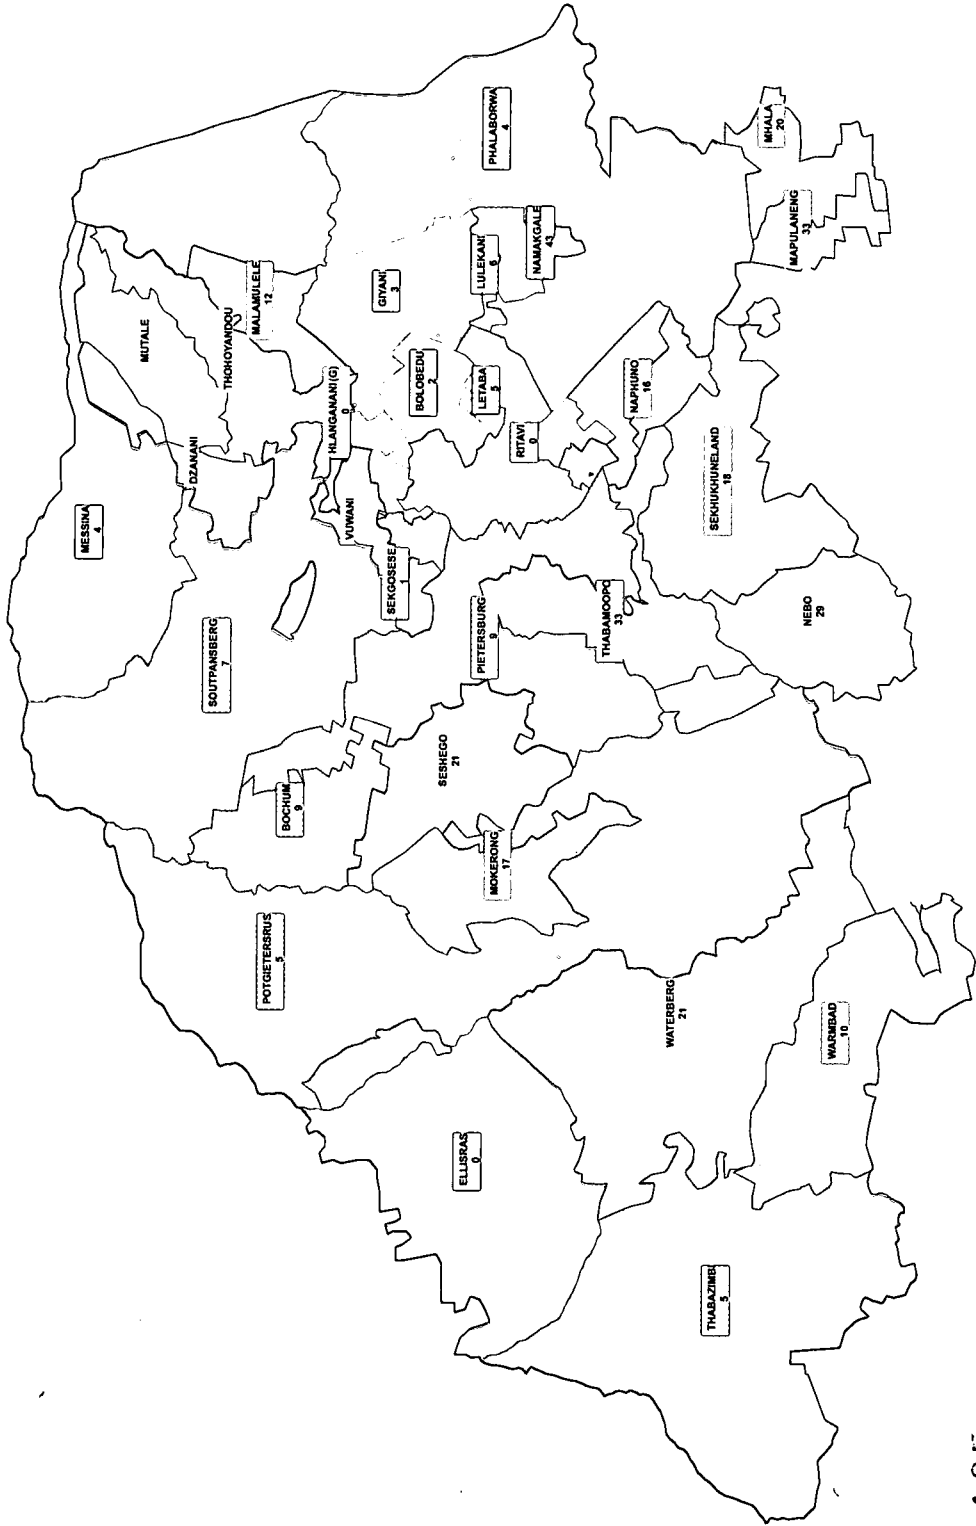 MESSINA
4
MUTALE
DZANANI
THOHOYANDOU
MALAMULELE
12
SOUTPANSBERG
7
HLANGANANI(G)
0
VUWANI
GIYANI
3
BOCHUM
9
POTGIETERSRUS
5
SEKGOSESE
1
BOLOBEDU
2
PHALABORWA
4
LULEKANI
6
LETABA
5
NAMAKGALE
43
RITAVI
0
PIETERSBURG
9
SESHEGO
21
MOKERONG
17
ELLISRAS
0
THABAMOOPO
33
NAPHUNO
16
WATERBERG
21
SEKHUKHUNELAND
18
MHALA
20
MAPULANENG
33
NEBO
29
WARMBAD
10
THABAZIMBI
5